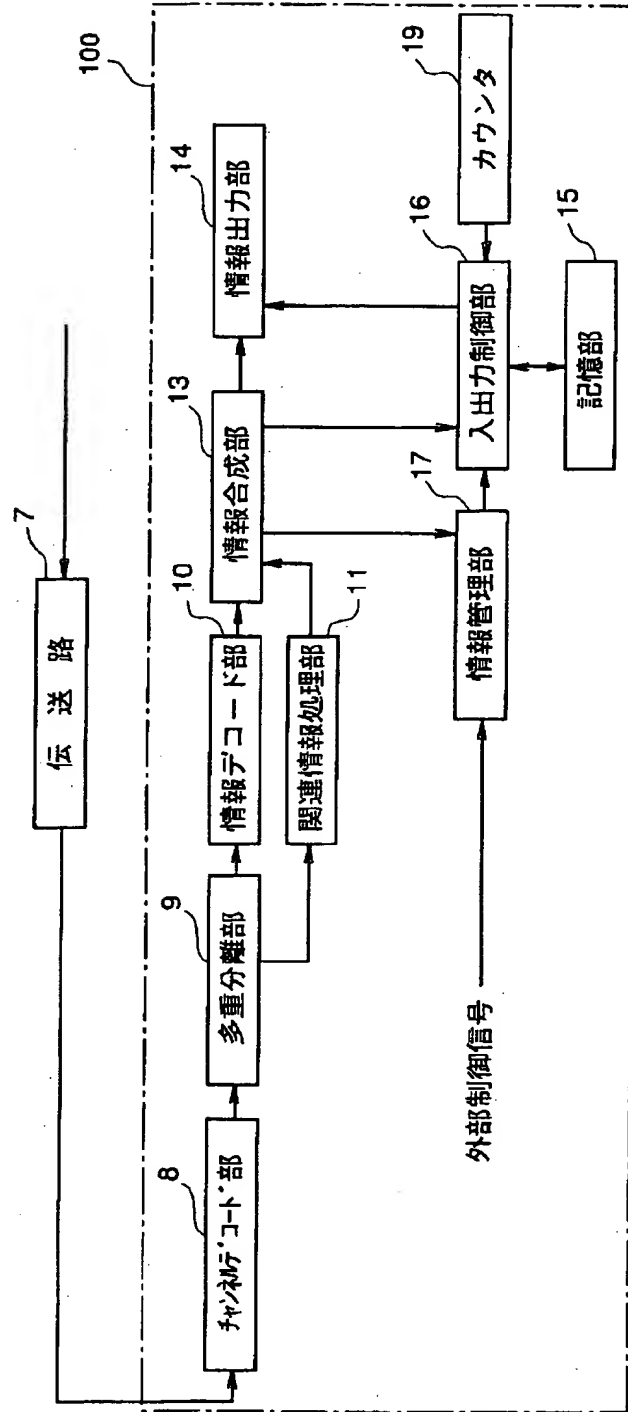 7
伝送路
100
8
チャンネルデコード部
9
多重分離部
10
情報デコード部
11
関連情報処理部
13
情報合成部
14
情報出力部
外部制御信号
17
情報管理部
16
入出力制御部
19
カウンタ
15
記憶部